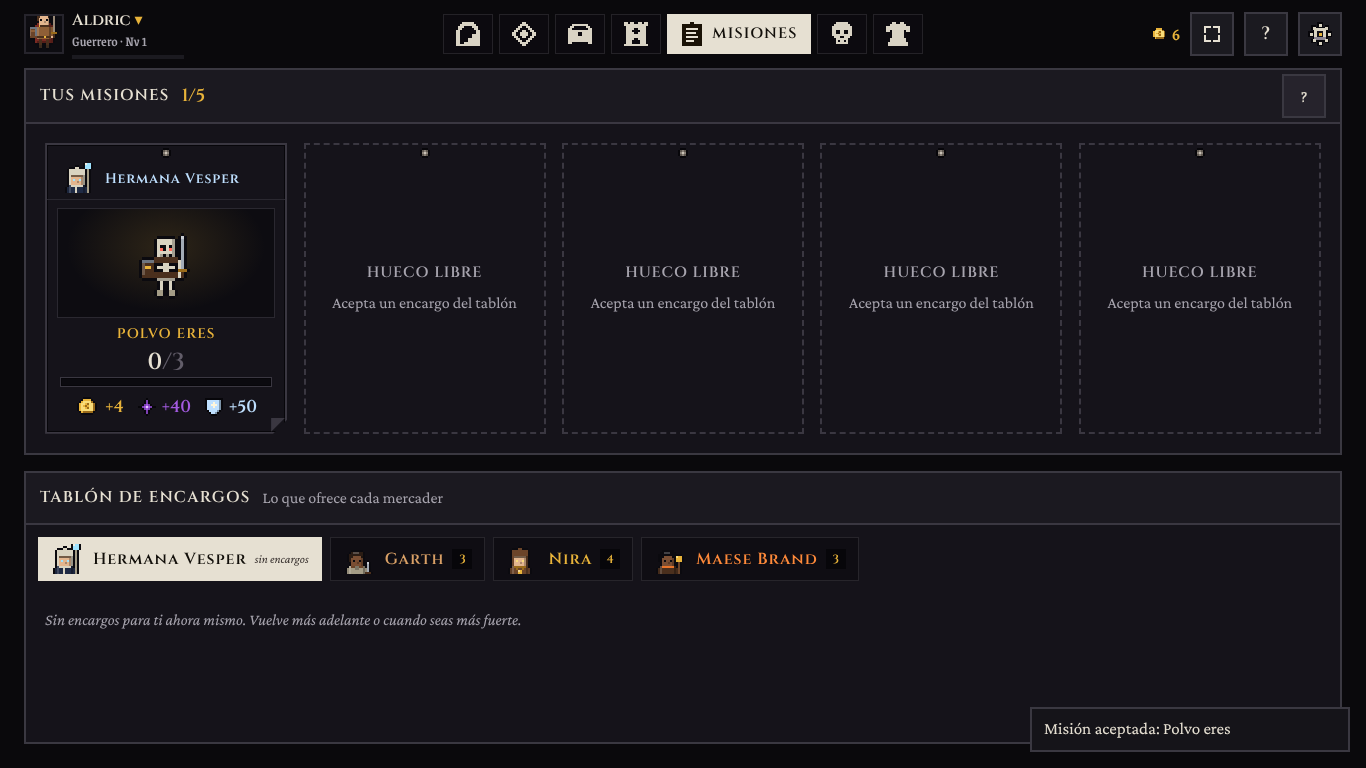 ALDRIC
Guerrero · Nv 1
MISIONES
6
?
TUS MISIONES 1/5
?
HERMANA VESPER
POLVO ERES
0/3
+4 +40 +50
HUECO LIBRE
Acepta un encargo del tablón
HUECO LIBRE
Acepta un encargo del tablón
HUECO LIBRE
Acepta un encargo del tablón
HUECO LIBRE
Acepta un encargo del tablón
TABLÓN DE ENCARGOS Lo que ofrece cada mercader
HERMANA VESPER sin encargos
GARTH 3
NIRA 4
MAESE BRAND 3
Sin encargos para ti ahora mismo. Vuelve más adelante o cuando seas más fuerte.
Misión aceptada: Polvo eres